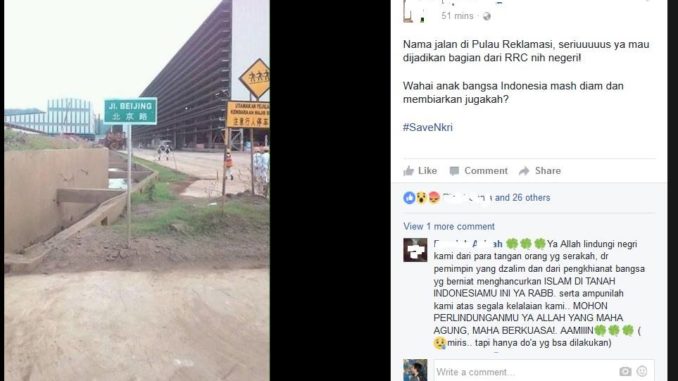 51 mins
Nama jalan di Pulau Reklamasi, seriuuuuus ya mau
dijadikan bagian dari RRC nih negeri!
Wahai anak bangsa Indonesia mash diam dan
membiarkan jugakah?
#SaveNkri
JL BEIJING
北京路
UTAMAKAN PEJALAN
KENDARAAN WAJIB
注意行人停車
Like Comment Share
and 26 others
View 1 more comment
🍀🍀🍀Ya Allah lindungi negri
kami dari para tangan orang yg serakah, dr
pemimpin yang dzalim dan dari pengkhianat bangsa
yg berniat menghancurkan ISLAM DI TANAH
INDONESIAMU INI YA RABB. serta ampunilah
kami atas segala kelalaian kami.. MOHON
PERLINDUNGANMU YA ALLAH YANG MAHA
AGUNG, MAHA BERKUASA!. AAMIIIN🍀🍀🍀 (
😢miris.. tapi hanya do'a yg bsa dilakukan)
Write a comment...